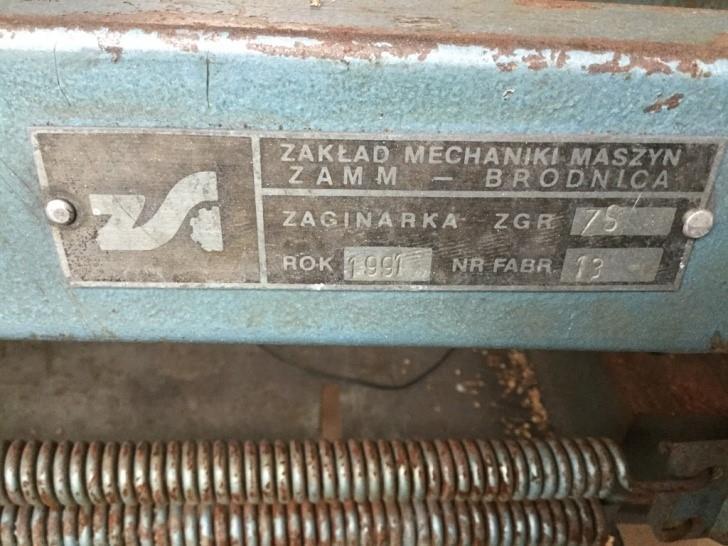 ZAKŁAD MECHANIKI MASZYN
ZAMM — BRODNICA
ZAGINARKA ZGR 75
ROK 1991 NR FABR 13